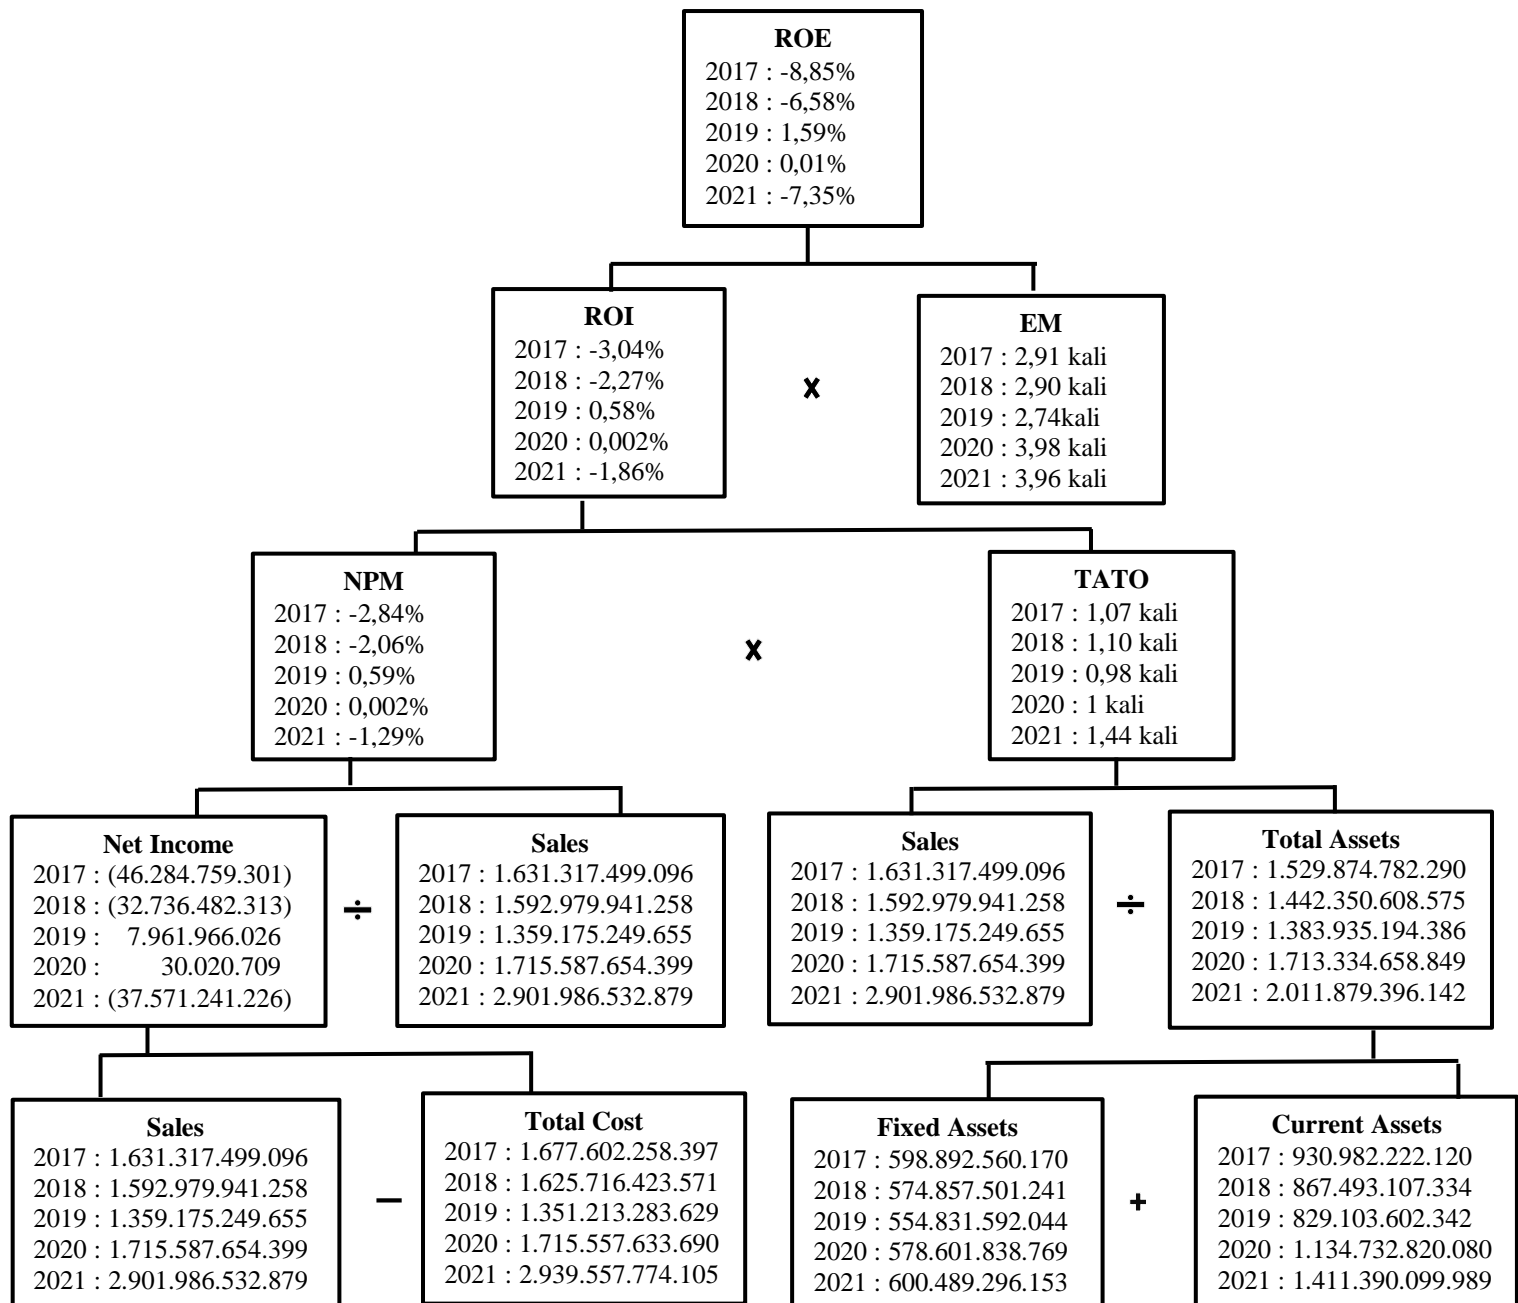 ROE
2017 : -8,85%
2018 : -6,58%
2019 : 1,59%
2020 : 0,01%
2021 : -7,35%
ROI
2017 : -3,04%
2018 : -2,27%
2019 : 0,58%
2020 : 0,002%
2021 : -1,86%
x
EM
2017 : 2,91 kali
2018 : 2,90 kali
2019 : 2,74kali
2020 : 3,98 kali
2021 : 3,96 kali
NPM
2017 : -2,84%
2018 : -2,06%
2019 : 0,59%
2020 : 0,002%
2021 : -1,29%
x
TATO
2017 : 1,07 kali
2018 : 1,10 kali
2019 : 0,98 kali
2020 : 1 kali
2021 : 1,44 kali
Net Income
2017 : (46.284.759.301)
2018 : (32.736.482.313)
2019 : 7.961.966.026
2020 : 30.020.709
2021 : (37.571.241.226)
÷
Sales
2017 : 1.631.317.499.096
2018 : 1.592.979.941.258
2019 : 1.359.175.249.655
2020 : 1.715.587.654.399
2021 : 2.901.986.532.879
Sales
2017 : 1.631.317.499.096
2018 : 1.592.979.941.258
2019 : 1.359.175.249.655
2020 : 1.715.587.654.399
2021 : 2.901.986.532.879
÷
Total Assets
2017 : 1.529.874.782.290
2018 : 1.442.350.608.575
2019 : 1.383.935.194.386
2020 : 1.713.334.658.849
2021 : 2.011.879.396.142
Sales
2017 : 1.631.317.499.096
2018 : 1.592.979.941.258
2019 : 1.359.175.249.655
2020 : 1.715.587.654.399
2021 : 2.901.986.532.879
−
Total Cost
2017 : 1.677.602.258.397
2018 : 1.625.716.423.571
2019 : 1.351.213.283.629
2020 : 1.715.557.633.690
2021 : 2.939.557.774.105
Fixed Assets
2017 : 598.892.560.170
2018 : 574.857.501.241
2019 : 554.831.592.044
2020 : 578.601.838.769
2021 : 600.489.296.153
+
Current Assets
2017 : 930.982.222.120
2018 : 867.493.107.334
2019 : 829.103.602.342
2020 : 1.134.732.820.080
2021 : 1.411.390.099.989